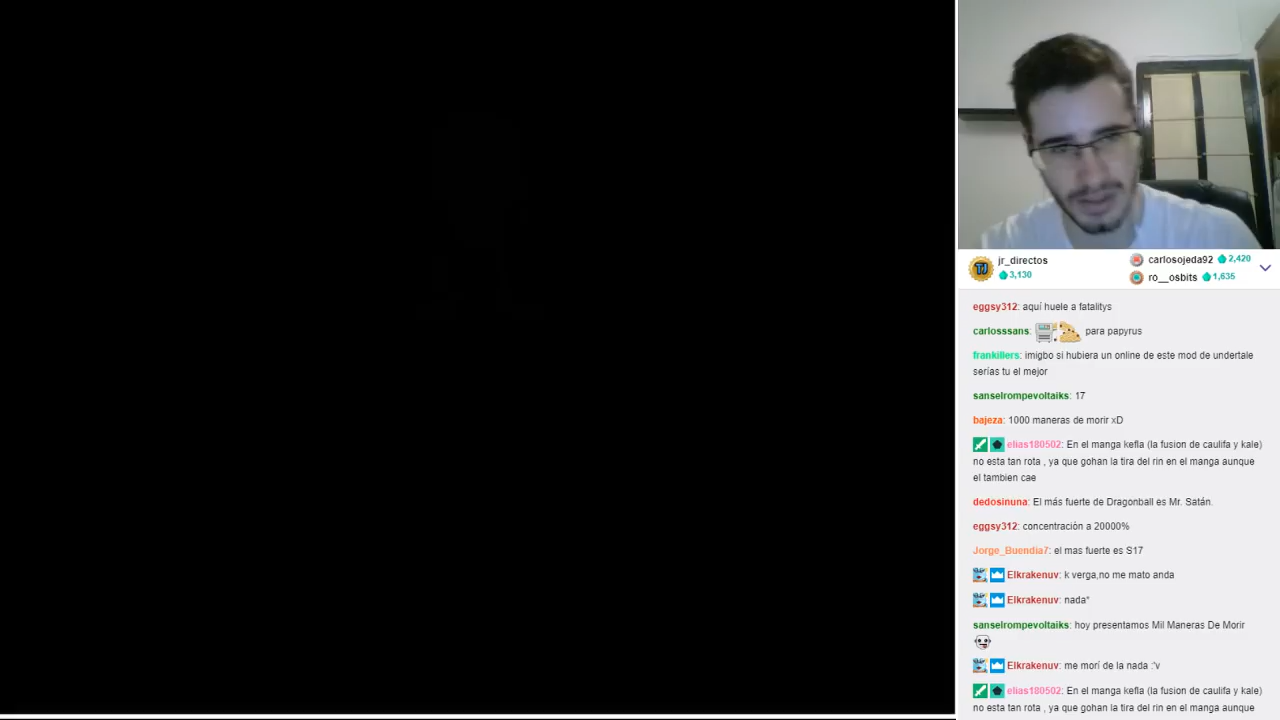 TJ
jr_directos
3,130
carlosojeda92 2,420
ro__osbits 1,635
eggsy312: aquí huele a fatalitys
carlosssans: para papyrus
frankillers: imigbo si hubiera un online de este mod de undertale
serías tu el mejor
sanselrompevoltaiks: 17
bajeza: 1000 maneras de morir xD
elias180502: En el manga kefla (la fusion de caulifa y kale)
no esta tan rota , ya que gohan la tira del rin en el manga aunque
el tambien cae
dedosinuna: El más fuerte de Dragonball es Mr. Satán.
eggsy312: concentración a 20000%
Jorge_Buendia7: el mas fuerte es S17
Elkrakenuv: k verga,no me mato anda
Elkrakenuv: nada*
sanselrompevoltaiks: hoy presentamos Mil Maneras De Morir
Elkrakenuv: me morí de la nada :'v
elias180502: En el manga kefla (la fusion de caulifa y kale)
no esta tan rota , ya que gohan la tira del rin en el manga aunque